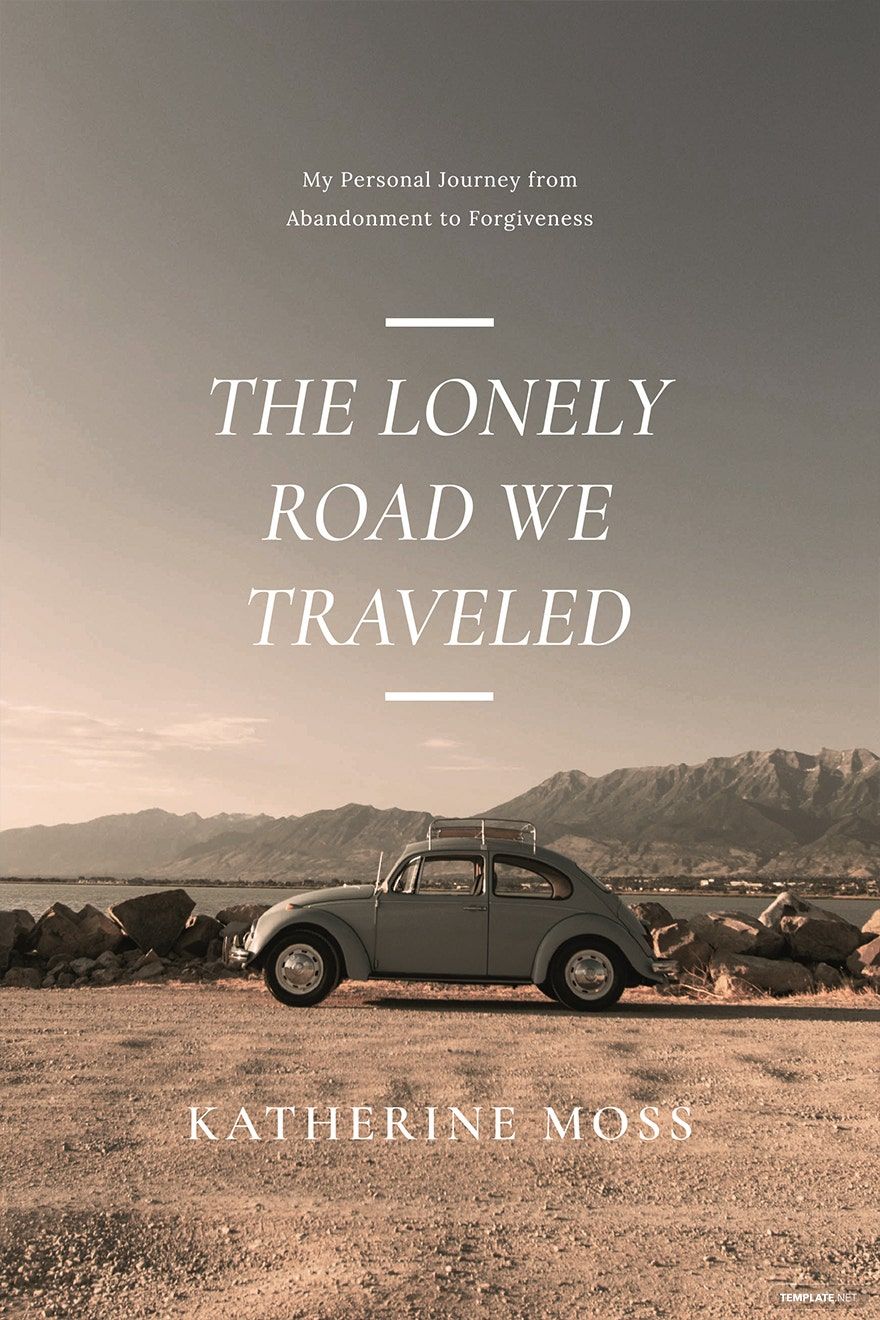 My Personal Journey from
Abandonment to Forgiveness
THE LONELY
ROAD WE
TRAVELED
KATHERINE MOSS
TEMPLATE.NET